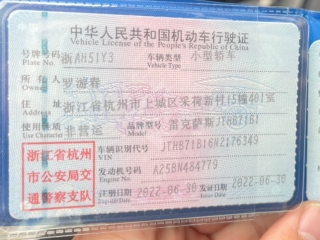 中华人民共和国机动车行驶证
Vehicle License of the People's Republic of China
号牌号码 浙AH51Y3 车辆类型 小型轿车
Plate No. Vehicle Type
所有人 罗游春
Owner
住址 浙江省杭州市上城区采荷新村15幢401室
Address
使用性质 非营运 品牌型号 雷克萨斯JTHB71B1
Use Character Model
浙江省杭州
市公安局交
通警察支队
车辆识别代号 JTHB71B16N2176349
VIN
发动机号码 A25BN484779
Engine No.
注册日期 2022-06-30 发证日期 2022-06-30